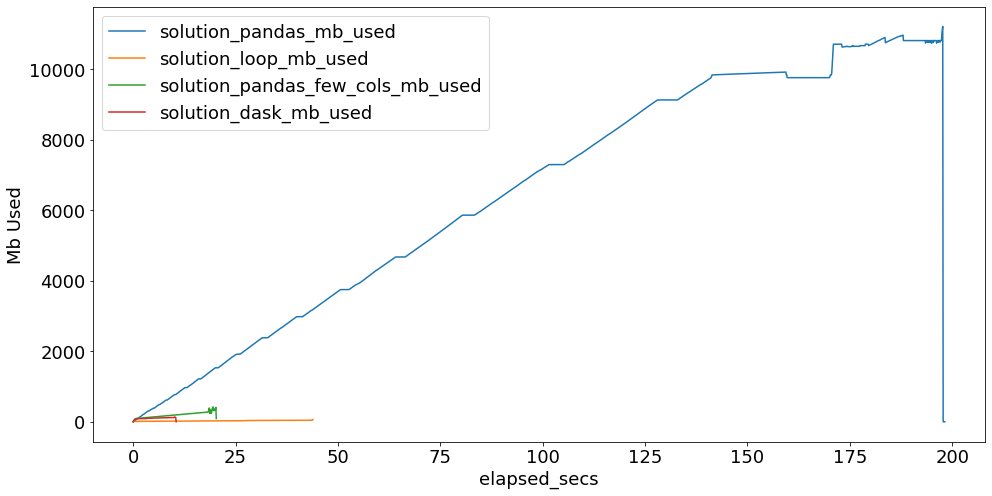 solution_pandas_mb_used
solution_loop_mb_used
solution_pandas_few_cols_mb_used
solution_dask_mb_used
10000
8000
6000
4000
2000
0
Mb Used
0 25 50 75 100 125 150 175 200
elapsed_secs